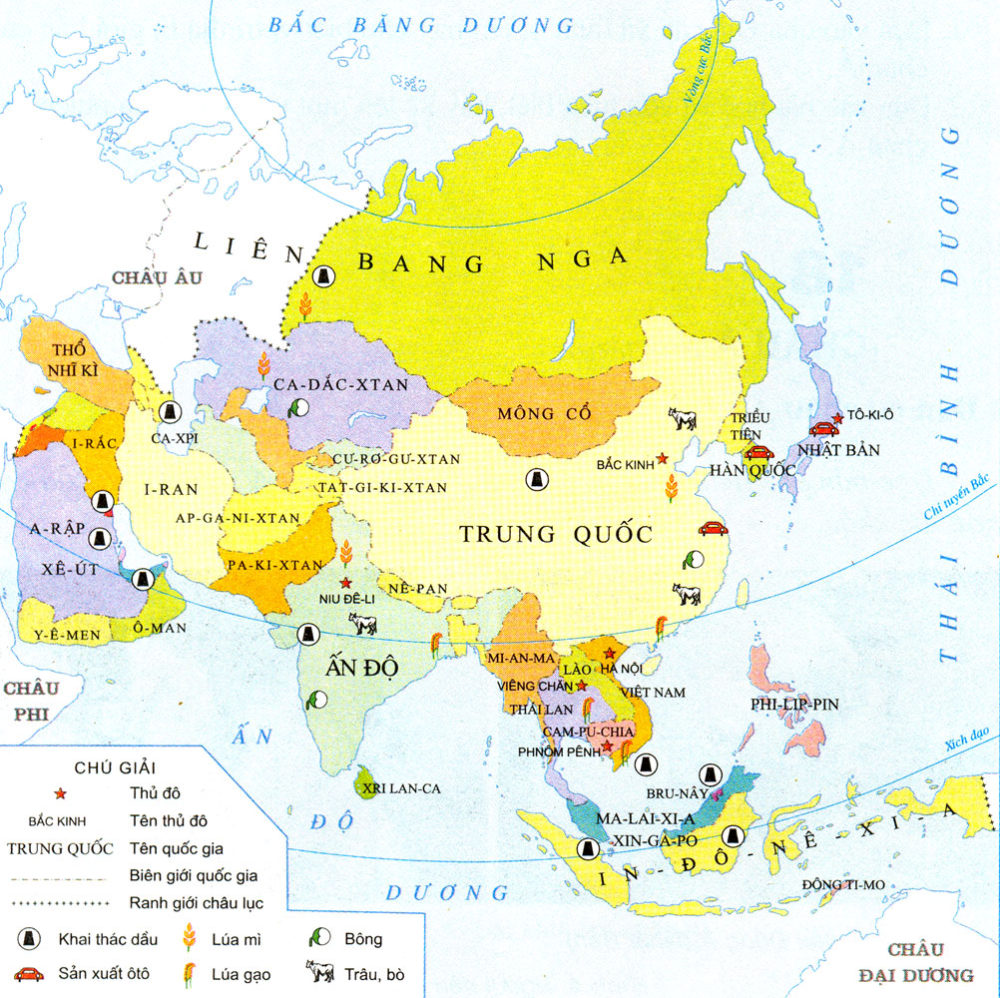 BẮC BĂNG DƯƠNG
Vòng cực Bắc
LIÊN BANG NGA
CHÂU ÂU
THỔ
NHĨ KÌ
CA-DẮC-XTAN
MÔNG CỔ
CA-XPI
I-RẮC
TRIỀU
TIÊN
TÔ-KI-Ô
NHẬT BẢN
CƯ-RƠ-GƯ-XTAN
BẮC KINH
HÀN QUỐC
I-RAN
TAT-GI-KI-XTAN
THÁI BÌNH DƯƠNG
Chí tuyến Bắc
AP-GA-NI-XTAN
A-RẬP
XÊ-ÚT
TRUNG QUỐC
PA-KI-XTAN
NÊ-PAN
NIU ĐÊ-LI
Y-Ê-MEN
Ô-MAN
ẤN ĐỘ
MI-AN-MA
LÀO
HÀ NỘI
VIÊNG CHĂN
VIỆT NAM
CHÂU
PHI
THÁI LAN
PHI-LIP-PIN
CAM-PU-CHIA
PHNÔM PÊNH
Xích đạo
ẤN
ĐỘ
DƯƠNG
XRI LAN-CA
BRU-NÂY
MA-LAI-XI-A
XIN-GA-PO
IN-ĐÔ-NÊ-XI-A
ĐÔNG TI-MO
CHÂU
ĐẠI DƯƠNG
CHÚ GIẢI
Thủ đô
BẮC KINH Tên thủ đô
TRUNG QUỐC Tên quốc gia
Biên giới quốc gia
Ranh giới châu lục
Khai thác dầu Lúa mì Bông
Sản xuất ôtô Lúa gạo Trâu, bò